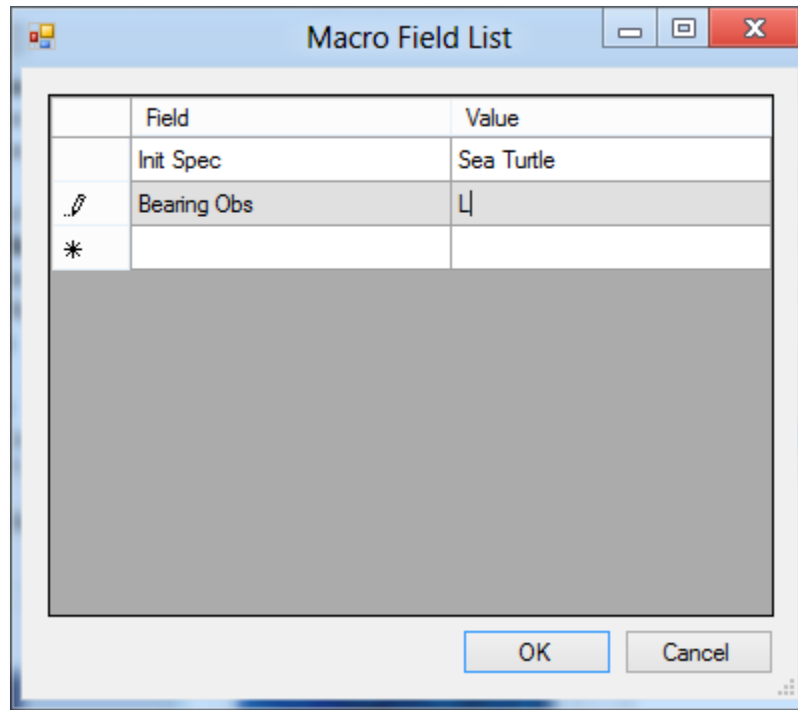 Macro Field List
Field Value
Init Spec Sea Turtle
Bearing Obs L
OK Cancel